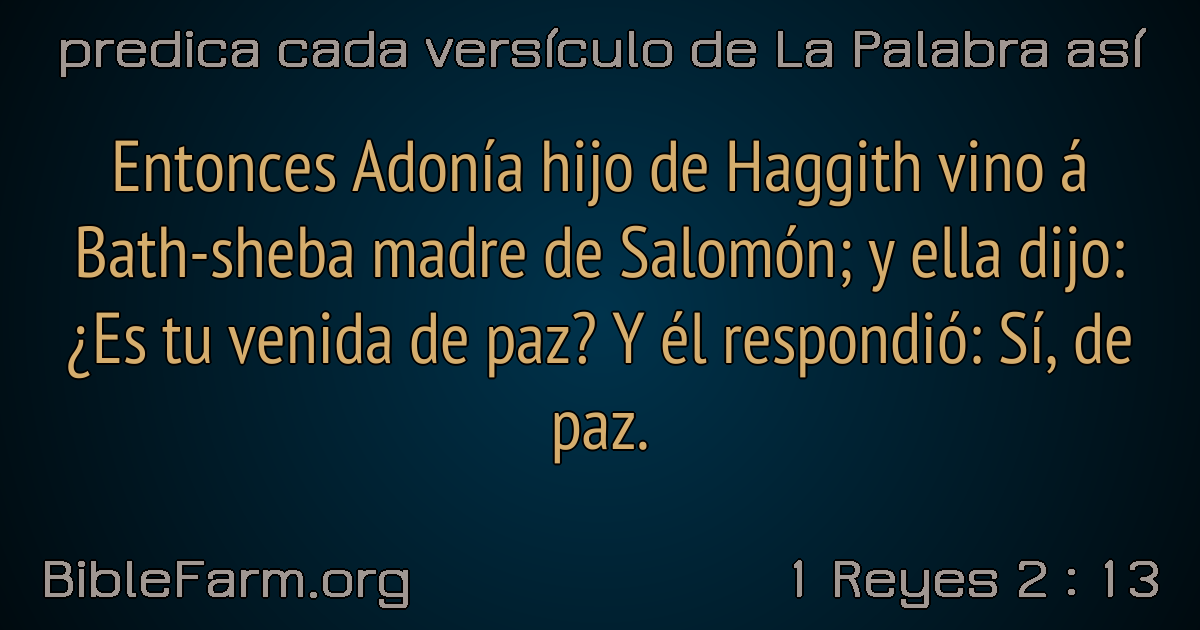 predica cada versículo de La Palabra así
Entonces Adonía hijo de Haggith vino á
Bath-sheba madre de Salomón; y ella dijo:
¿Es tu venida de paz? Y él respondió: Sí, de
paz.
BibleFarm.org
1 Reyes 2 : 13